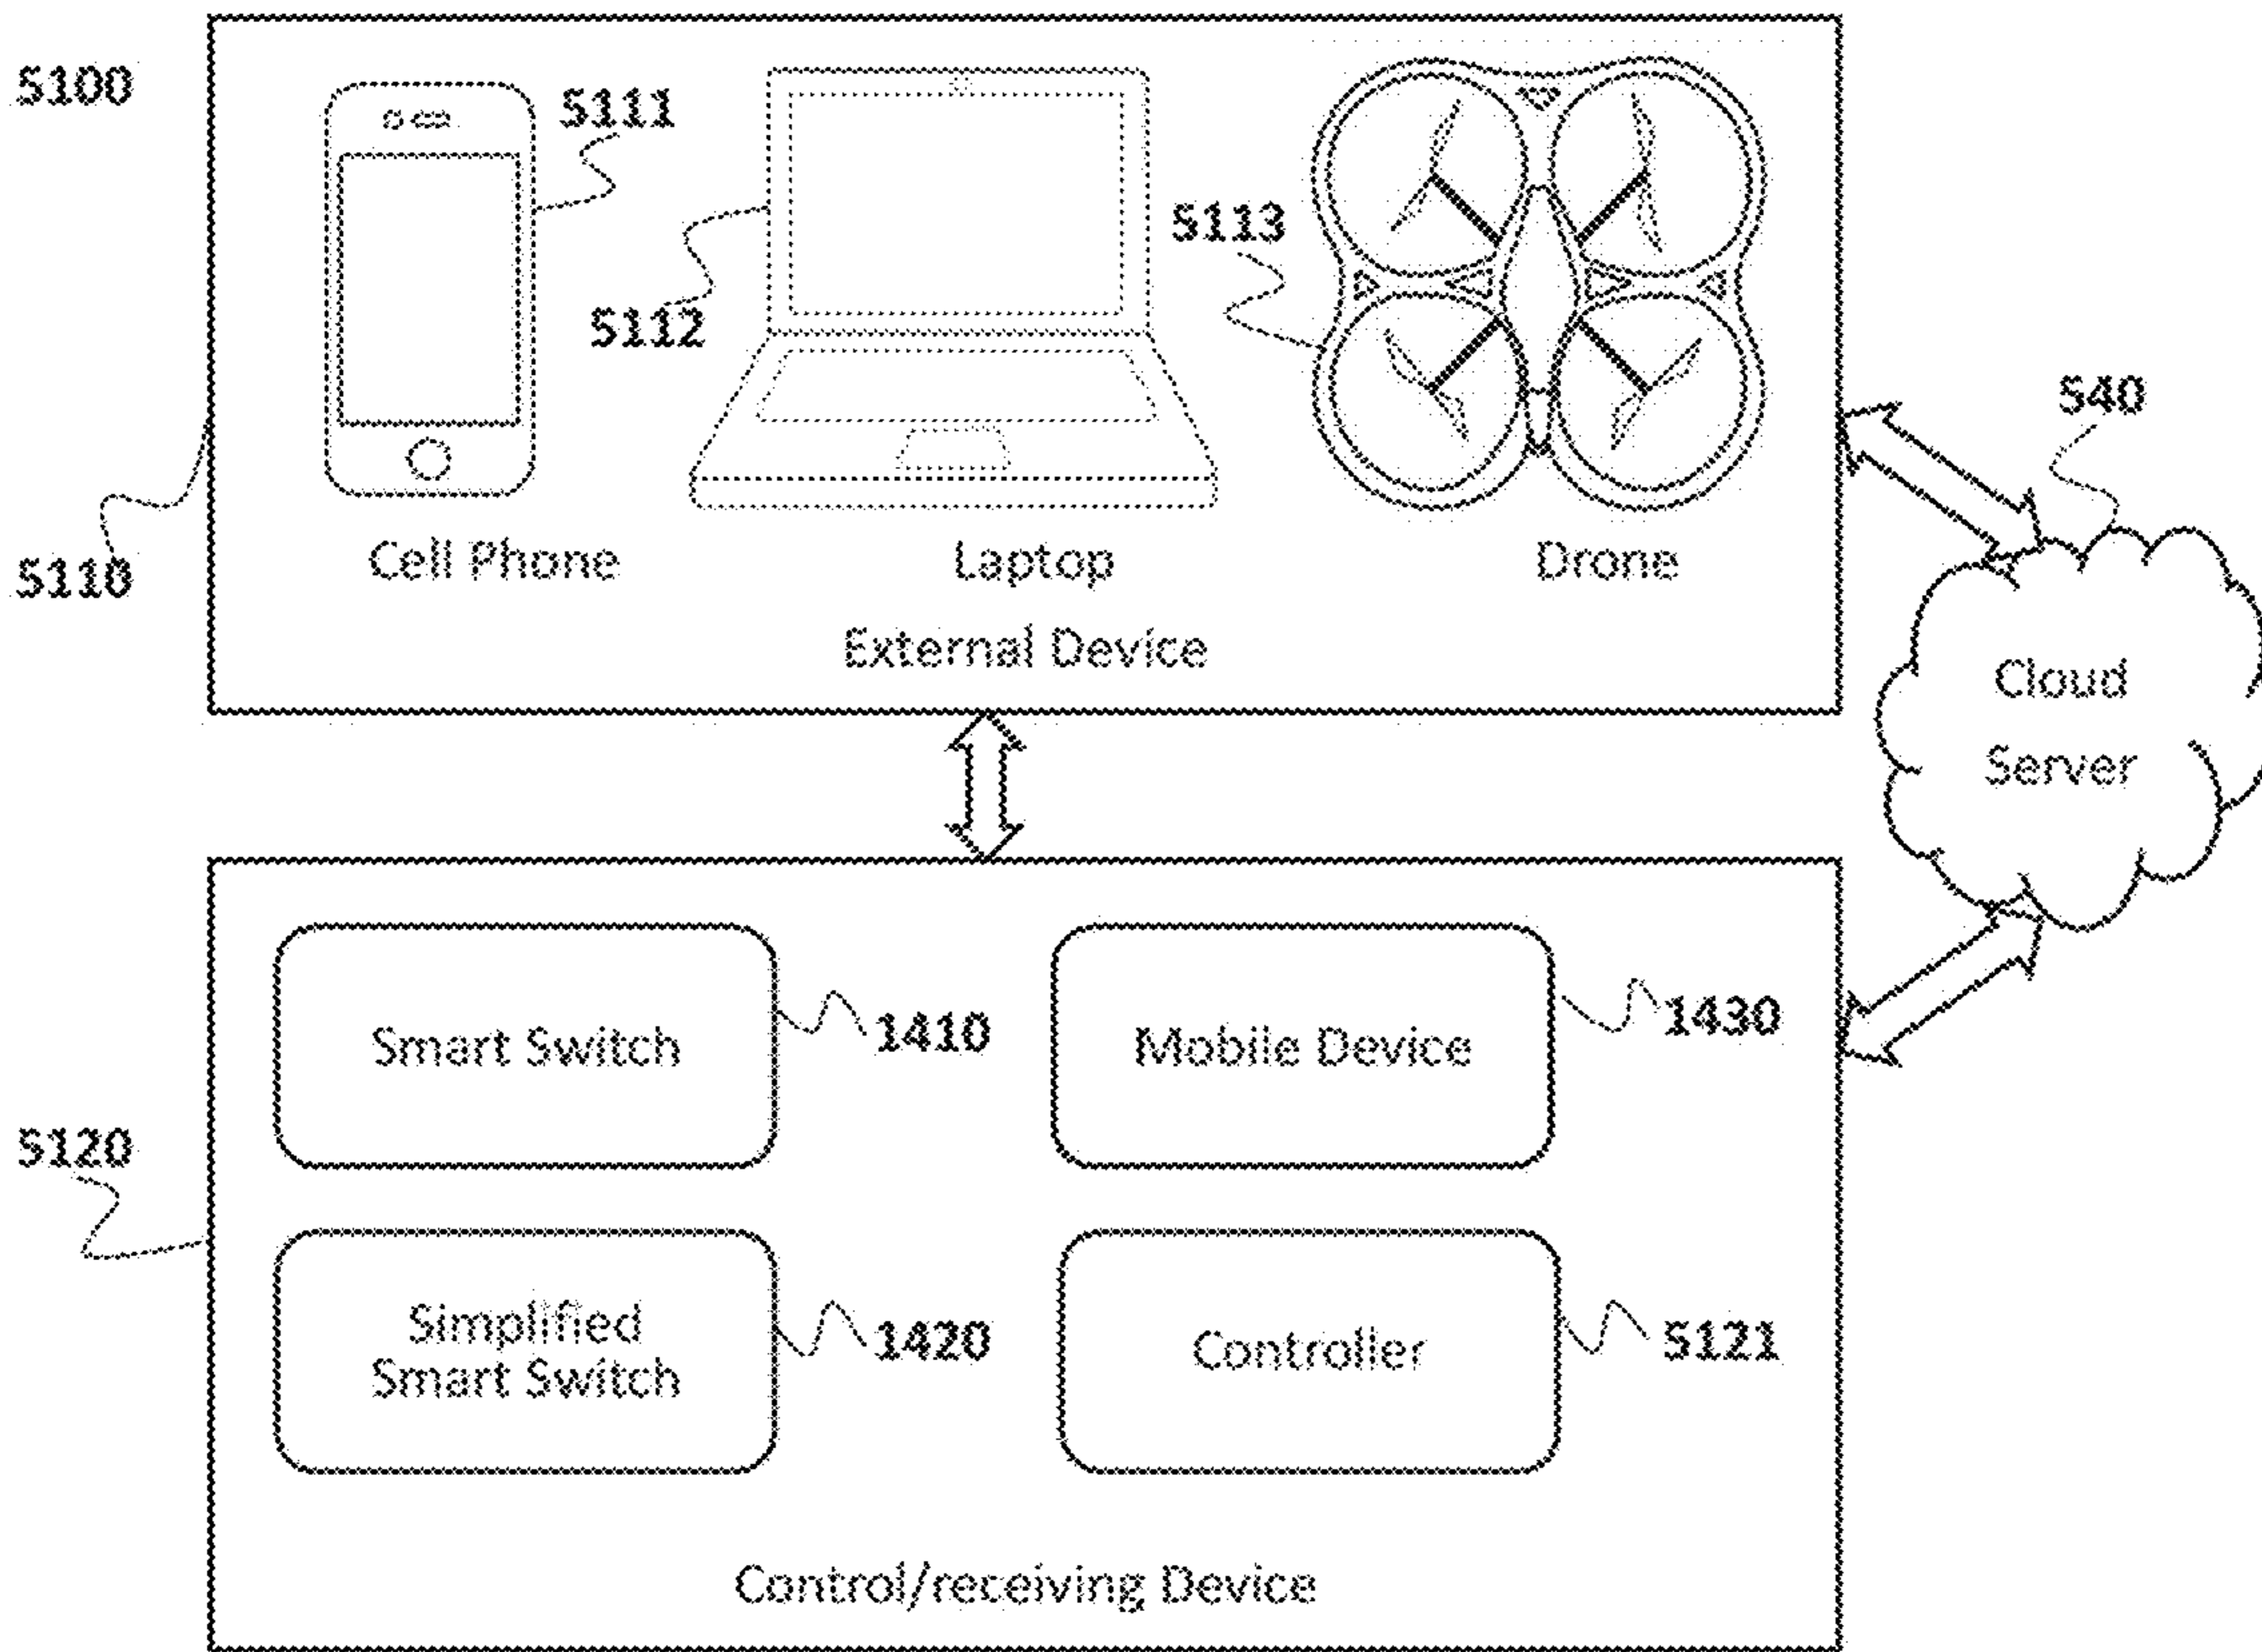 5100
5111
5112
5113
540
5110
Cell Phone
Laptop
Drone
External Device
Cloud
Server
Smart Switch
1410
Mobile Device
1430
5120
Simplified
Smart Switch
1420
Controller
5121
Control/receiving Device